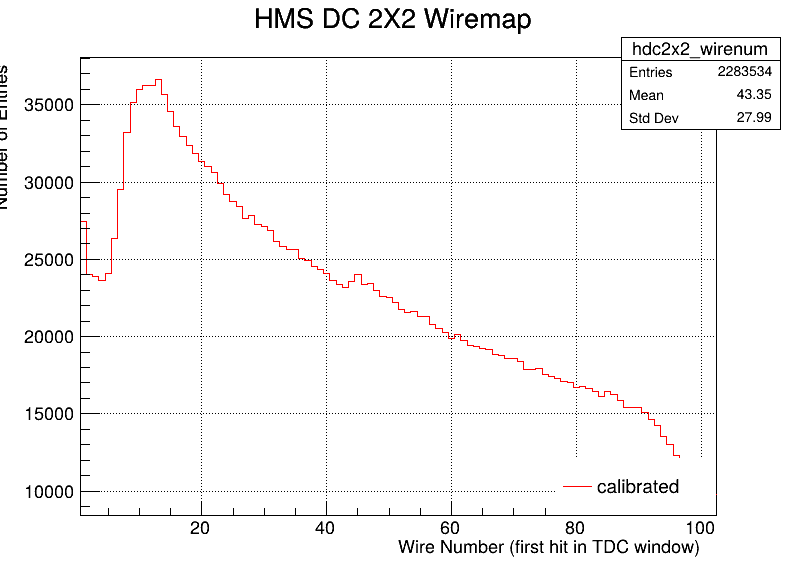 HMS DC 2X2 Wiremap
hdc2x2_wirenum
Entries 2283534
Mean 43.35
Std Dev 27.99
Number of Entries
35000
30000
25000
20000
15000
10000
calibrated
20 40 60 80 100
Wire Number (first hit in TDC window)